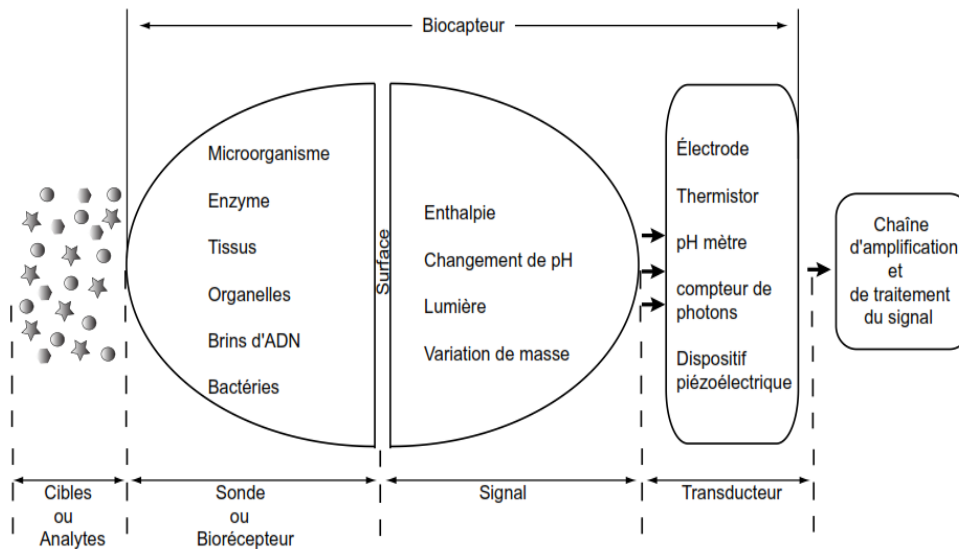 Biocapteur
Microorganisme
Enzyme
Tissus
Organelles
Brins d'ADN
Bactéries
Surface
Enthalpie
Changement de pH
Lumière
Variation de masse
Électrode
Thermistor
pH mètre
compteur de
photons
Dispositif
piézoélectrique
Chaîne
d'amplification
et
de traitement
du signal
Cibles
ou
Analytes
Sonde
ou
Biorécepteur
Signal
Transducteur